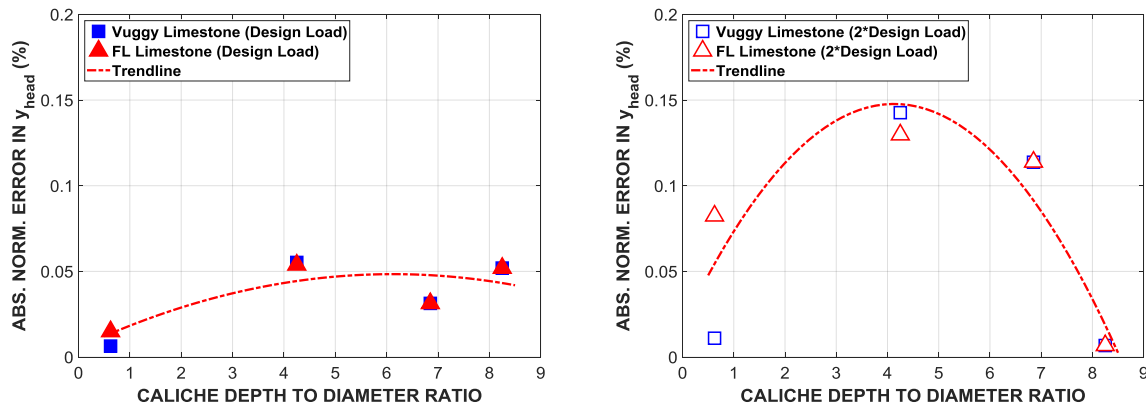 ABS. NORM. ERROR IN yhead (%)
0.2
0.15
0.1
0.05
0
Vuggy Limestone (Design Load)
FL Limestone (Design Load)
Trendline
0 1 2 3 4 5 6 7 8 9
CALICHE DEPTH TO DIAMETER RATIO
ABS. NORM. ERROR IN yhead (%)
0.2
0.15
0.1
0.05
0
Vuggy Limestone (2*Design Load)
FL Limestone (2*Design Load)
Trendline
0 1 2 3 4 5 6 7 8 9
CALICHE DEPTH TO DIAMETER RATIO